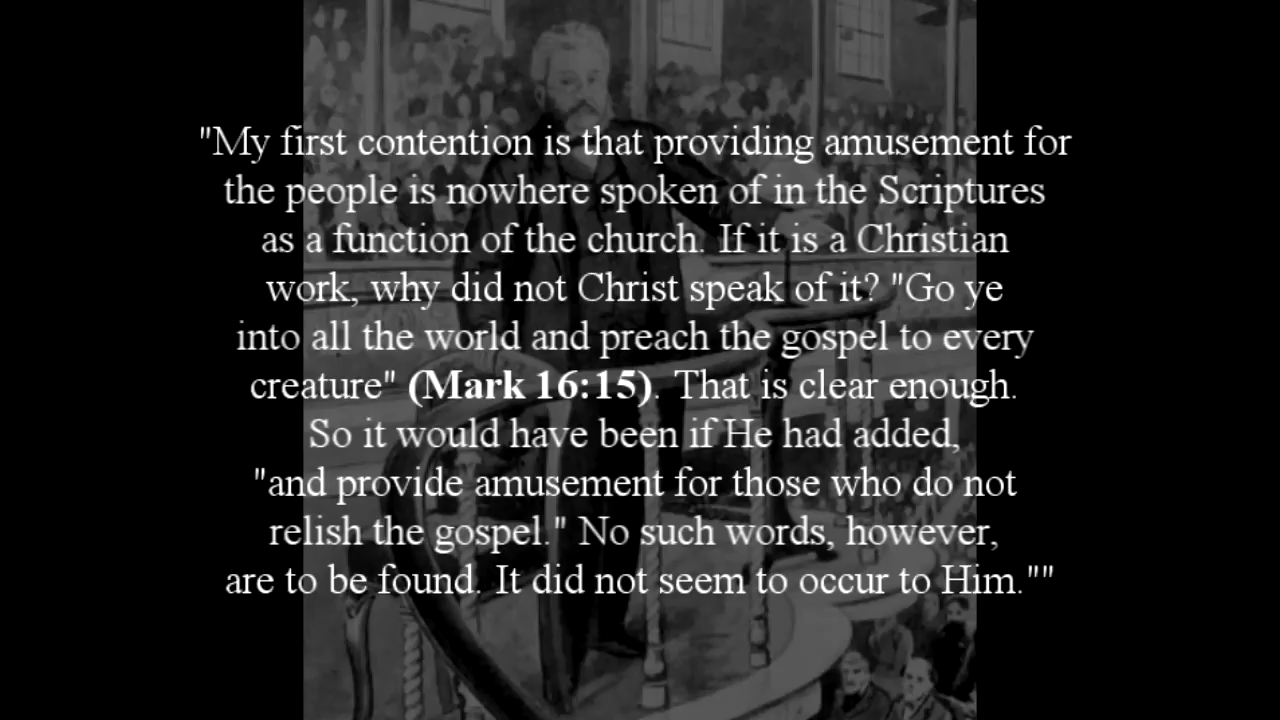 "My first contention is that providing amusement for
the people is nowhere spoken of in the Scriptures
as a function of the church. If it is a Christian
work, why did not Christ speak of it? "Go ye
into all the world and preach the gospel to every
creature" (Mark 16:15). That is clear enough.
So it would have been if He had added,
"and provide amusement for those who do not
relish the gospel." No such words, however,
are to be found. It did not seem to occur to Him.""